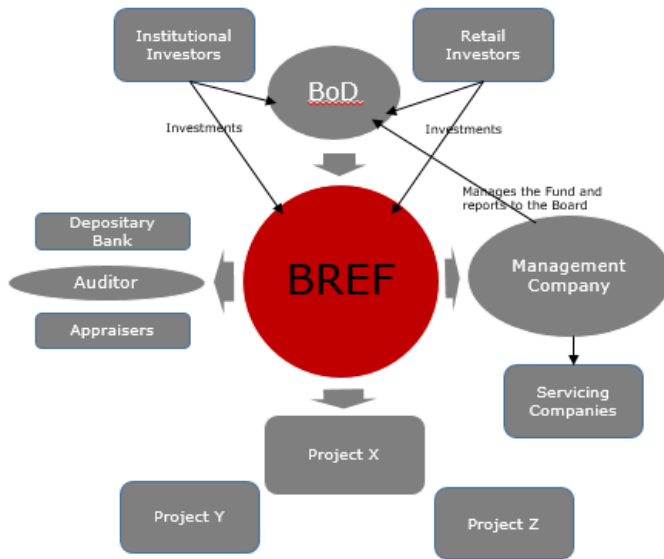 Institutional
Investors
Retail
Investors
BoD
Investments
Investments
Manages the Fund and
reports to the Board
Depositary
Bank
Auditor
Appraisers
BREF
Management
Company
Servicing
Companies
Project X
Project Y
Project Z